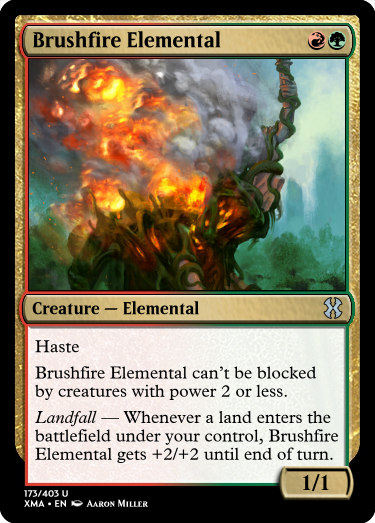 Brushfire Elemental
Creature — Elemental
Haste
Brushfire Elemental can't be blocked
by creatures with power 2 or less.
Landfall — Whenever a land enters the
battlefield under your control, Brushfire
Elemental gets +2/+2 until end of turn.
1/1
173/403 U
XMA • EN Aaron Miller